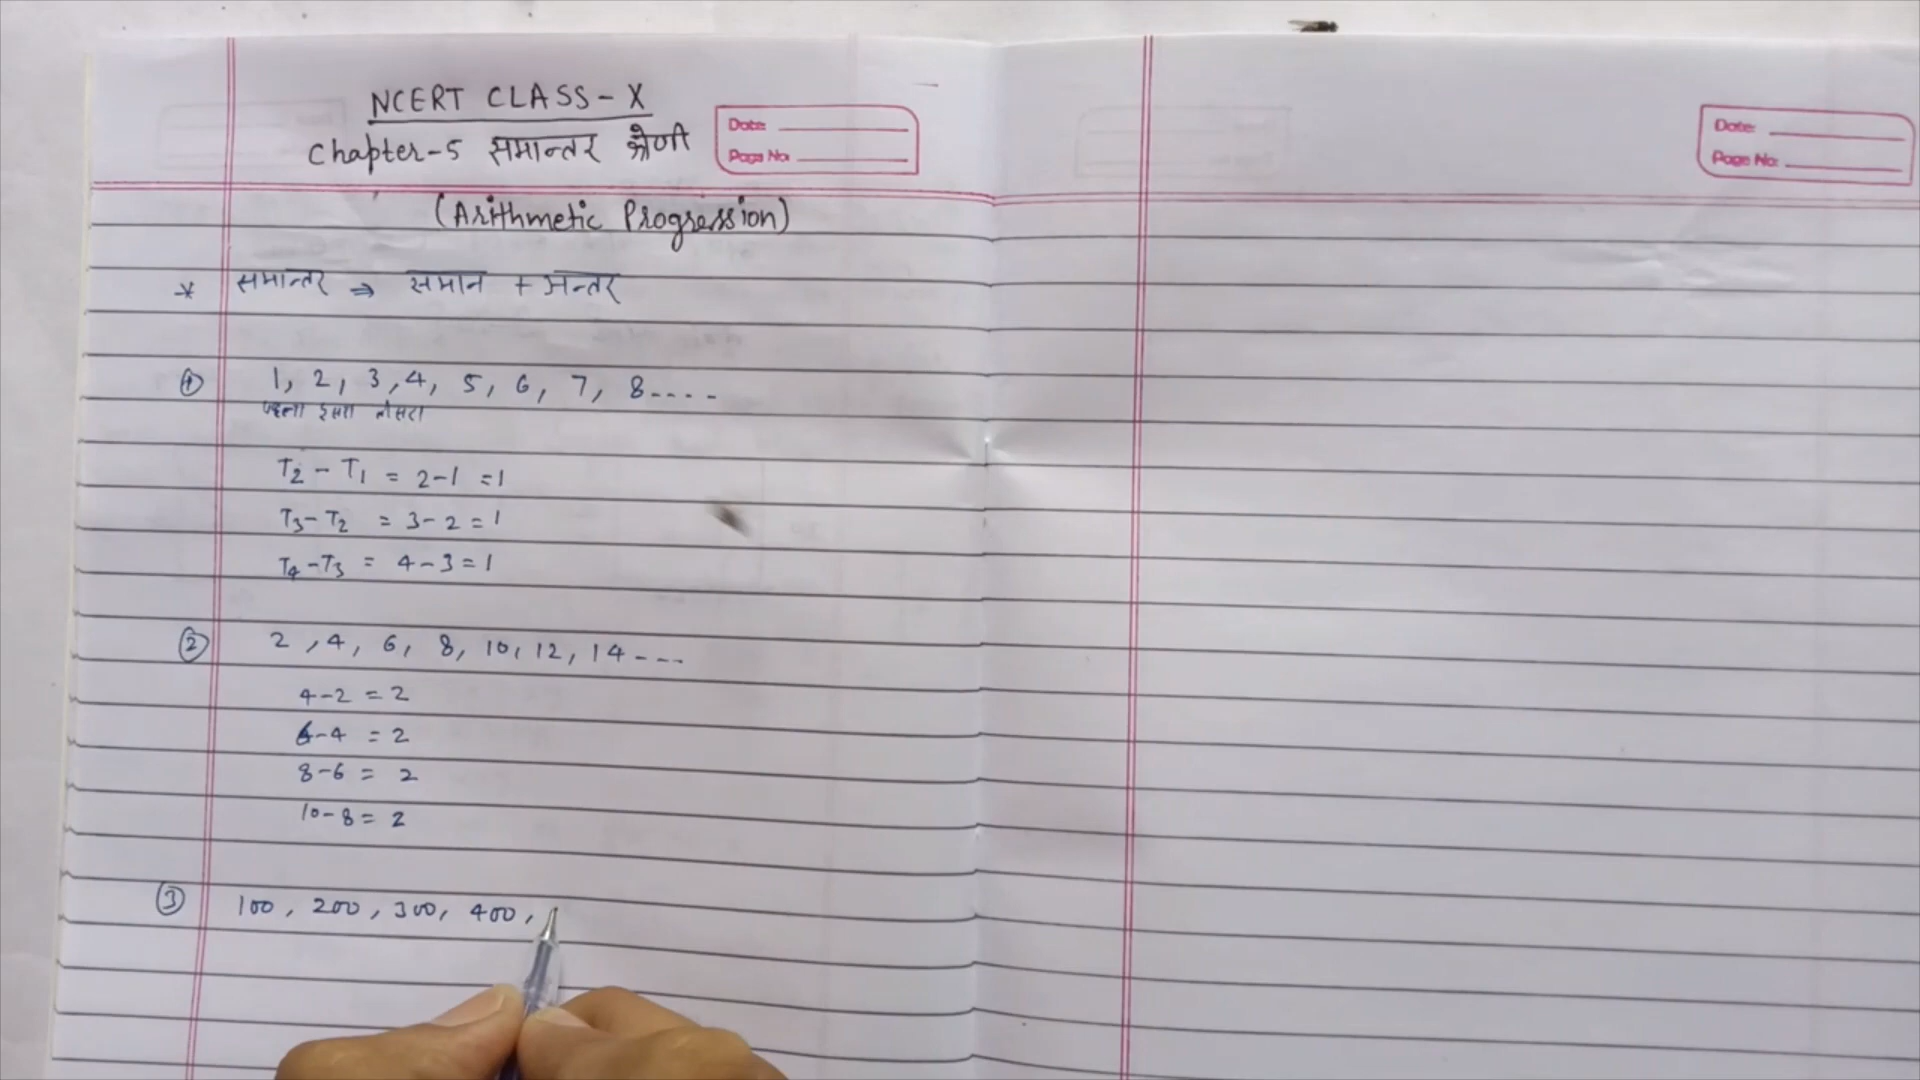 NCERT CLASS - X
Chapter-5 समान्तर श्रेणी
Date:
Page No:
Date:
Page No:
(Arithmetic Progression)
* समान्तर ⇒ समान + अन्तर
① 1, 2, 3, 4, 5, 6, 7, 8----
पहला दूसरा तीसरा
T2 - T1 = 2-1 = 1
T3 - T2 = 3-2 = 1
T4 - T3 = 4-3 = 1
② 2, 4, 6, 8, 10, 12, 14---
4-2 = 2
6-4 = 2
8-6 = 2
10-8 = 2
③ 100, 200, 300, 400,